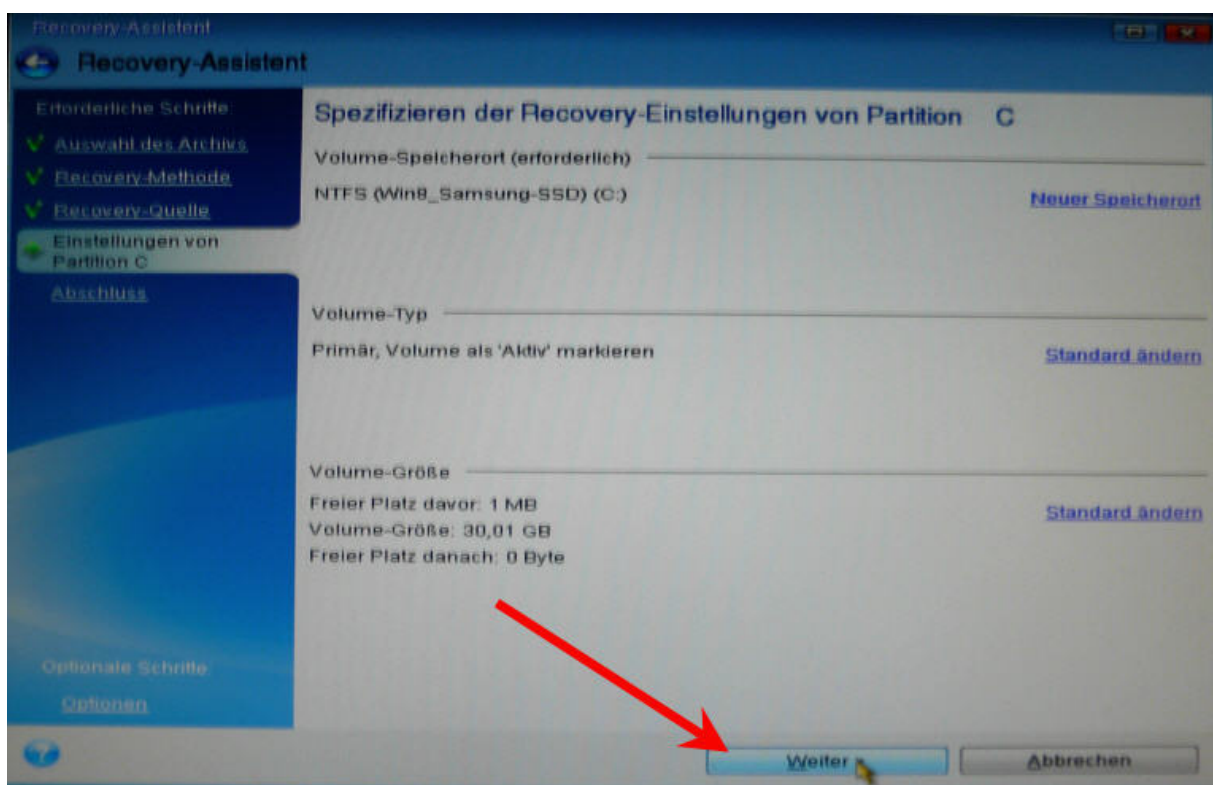 Recovery-Assistent
Recovery-Assistent
Erforderliche Schritte:
Auswahl des Archivs
Recovery-Methode
Recovery-Quelle
Einstellungen von
Partition C
Abschluss
Optionale Schritte:
Optionen
Spezifizieren der Recovery-Einstellungen von Partition C
Volume-Speicherort (erforderlich)
NTFS (Win8_Samsung-SSD) (C:)
Neuer Speicherort
Volume-Typ
Primär, Volume als 'Aktiv' markieren
Standard ändern
Volume-Größe
Freier Platz davor: 1 MB
Standard ändern
Volume-Größe: 30,01 GB
Freier Platz danach: 0 Byte
?
Weiter
Abbrechen